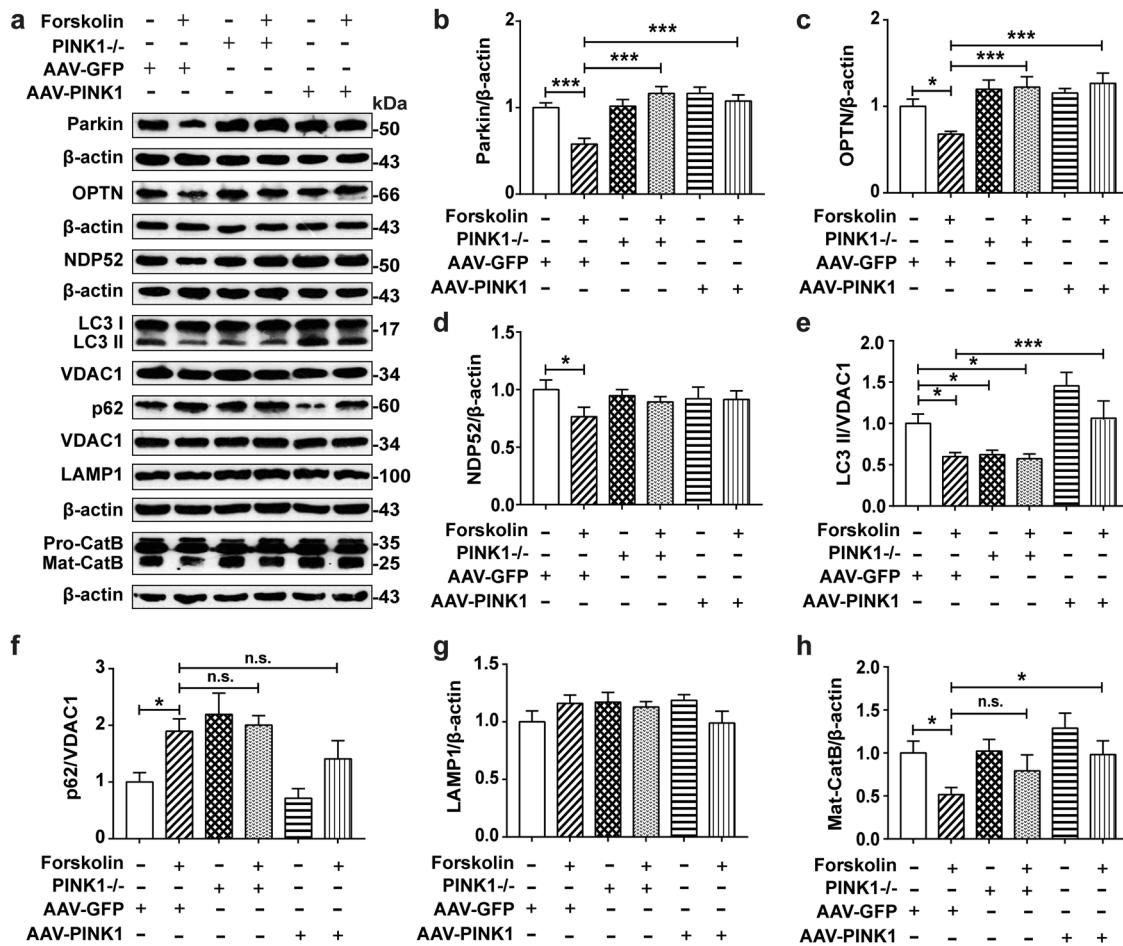 a
Forskolin − + − + − +
PINK1-/- − − + + − −
AAV-GFP + + − − − −
AAV-PINK1 − − − − + +
kDa
Parkin -50
β-actin -43
OPTN -66
β-actin -43
NDP52 -50
β-actin -43
LC3 I -17
LC3 II
VDAC1 -34
p62 -60
VDAC1 -34
LAMP1 -100
β-actin -43
Pro-CatB -35
Mat-CatB -25
β-actin -43
b
Parkin/β-actin
2
1
0
***
***
***
Forskolin − + − + − +
PINK1-/- − − + + − −
AAV-GFP + + − − − −
AAV-PINK1 − − − − + +
c
OPTN/β-actin
2
1
0
***
***
*
Forskolin − + − + − +
PINK1-/- − − + + − −
AAV-GFP + + − − − −
AAV-PINK1 − − − − + +
d
NDP52/β-actin
1.5
1.0
0.5
0.0
*
Forskolin − + − + − +
PINK1-/- − − + + − −
AAV-GFP + + − − − −
AAV-PINK1 − − − − + +
e
LC3 II/VDAC1
2.0
1.5
1.0
0.5
0.0
***
*
*
*
Forskolin − + − + − +
PINK1-/- − − + + − −
AAV-GFP + + − − − −
AAV-PINK1 − − − − + +
f
p62/VDAC1
3
2
1
0
n.s.
n.s.
*
Forskolin − + − + − +
PINK1-/- − − + + − −
AAV-GFP + + − − − −
AAV-PINK1 − − − − + +
g
LAMP1/β-actin
1.5
1.0
0.5
0.0
Forskolin − + − + − +
PINK1-/- − − + + − −
AAV-GFP + + − − − −
AAV-PINK1 − − − − + +
h
Mat-CatB/β-actin
2.0
1.5
1.0
0.5
0.0
*
n.s.
*
Forskolin − + − + − +
PINK1-/- − − + + − −
AAV-GFP + + − − − −
AAV-PINK1 − − − − + +